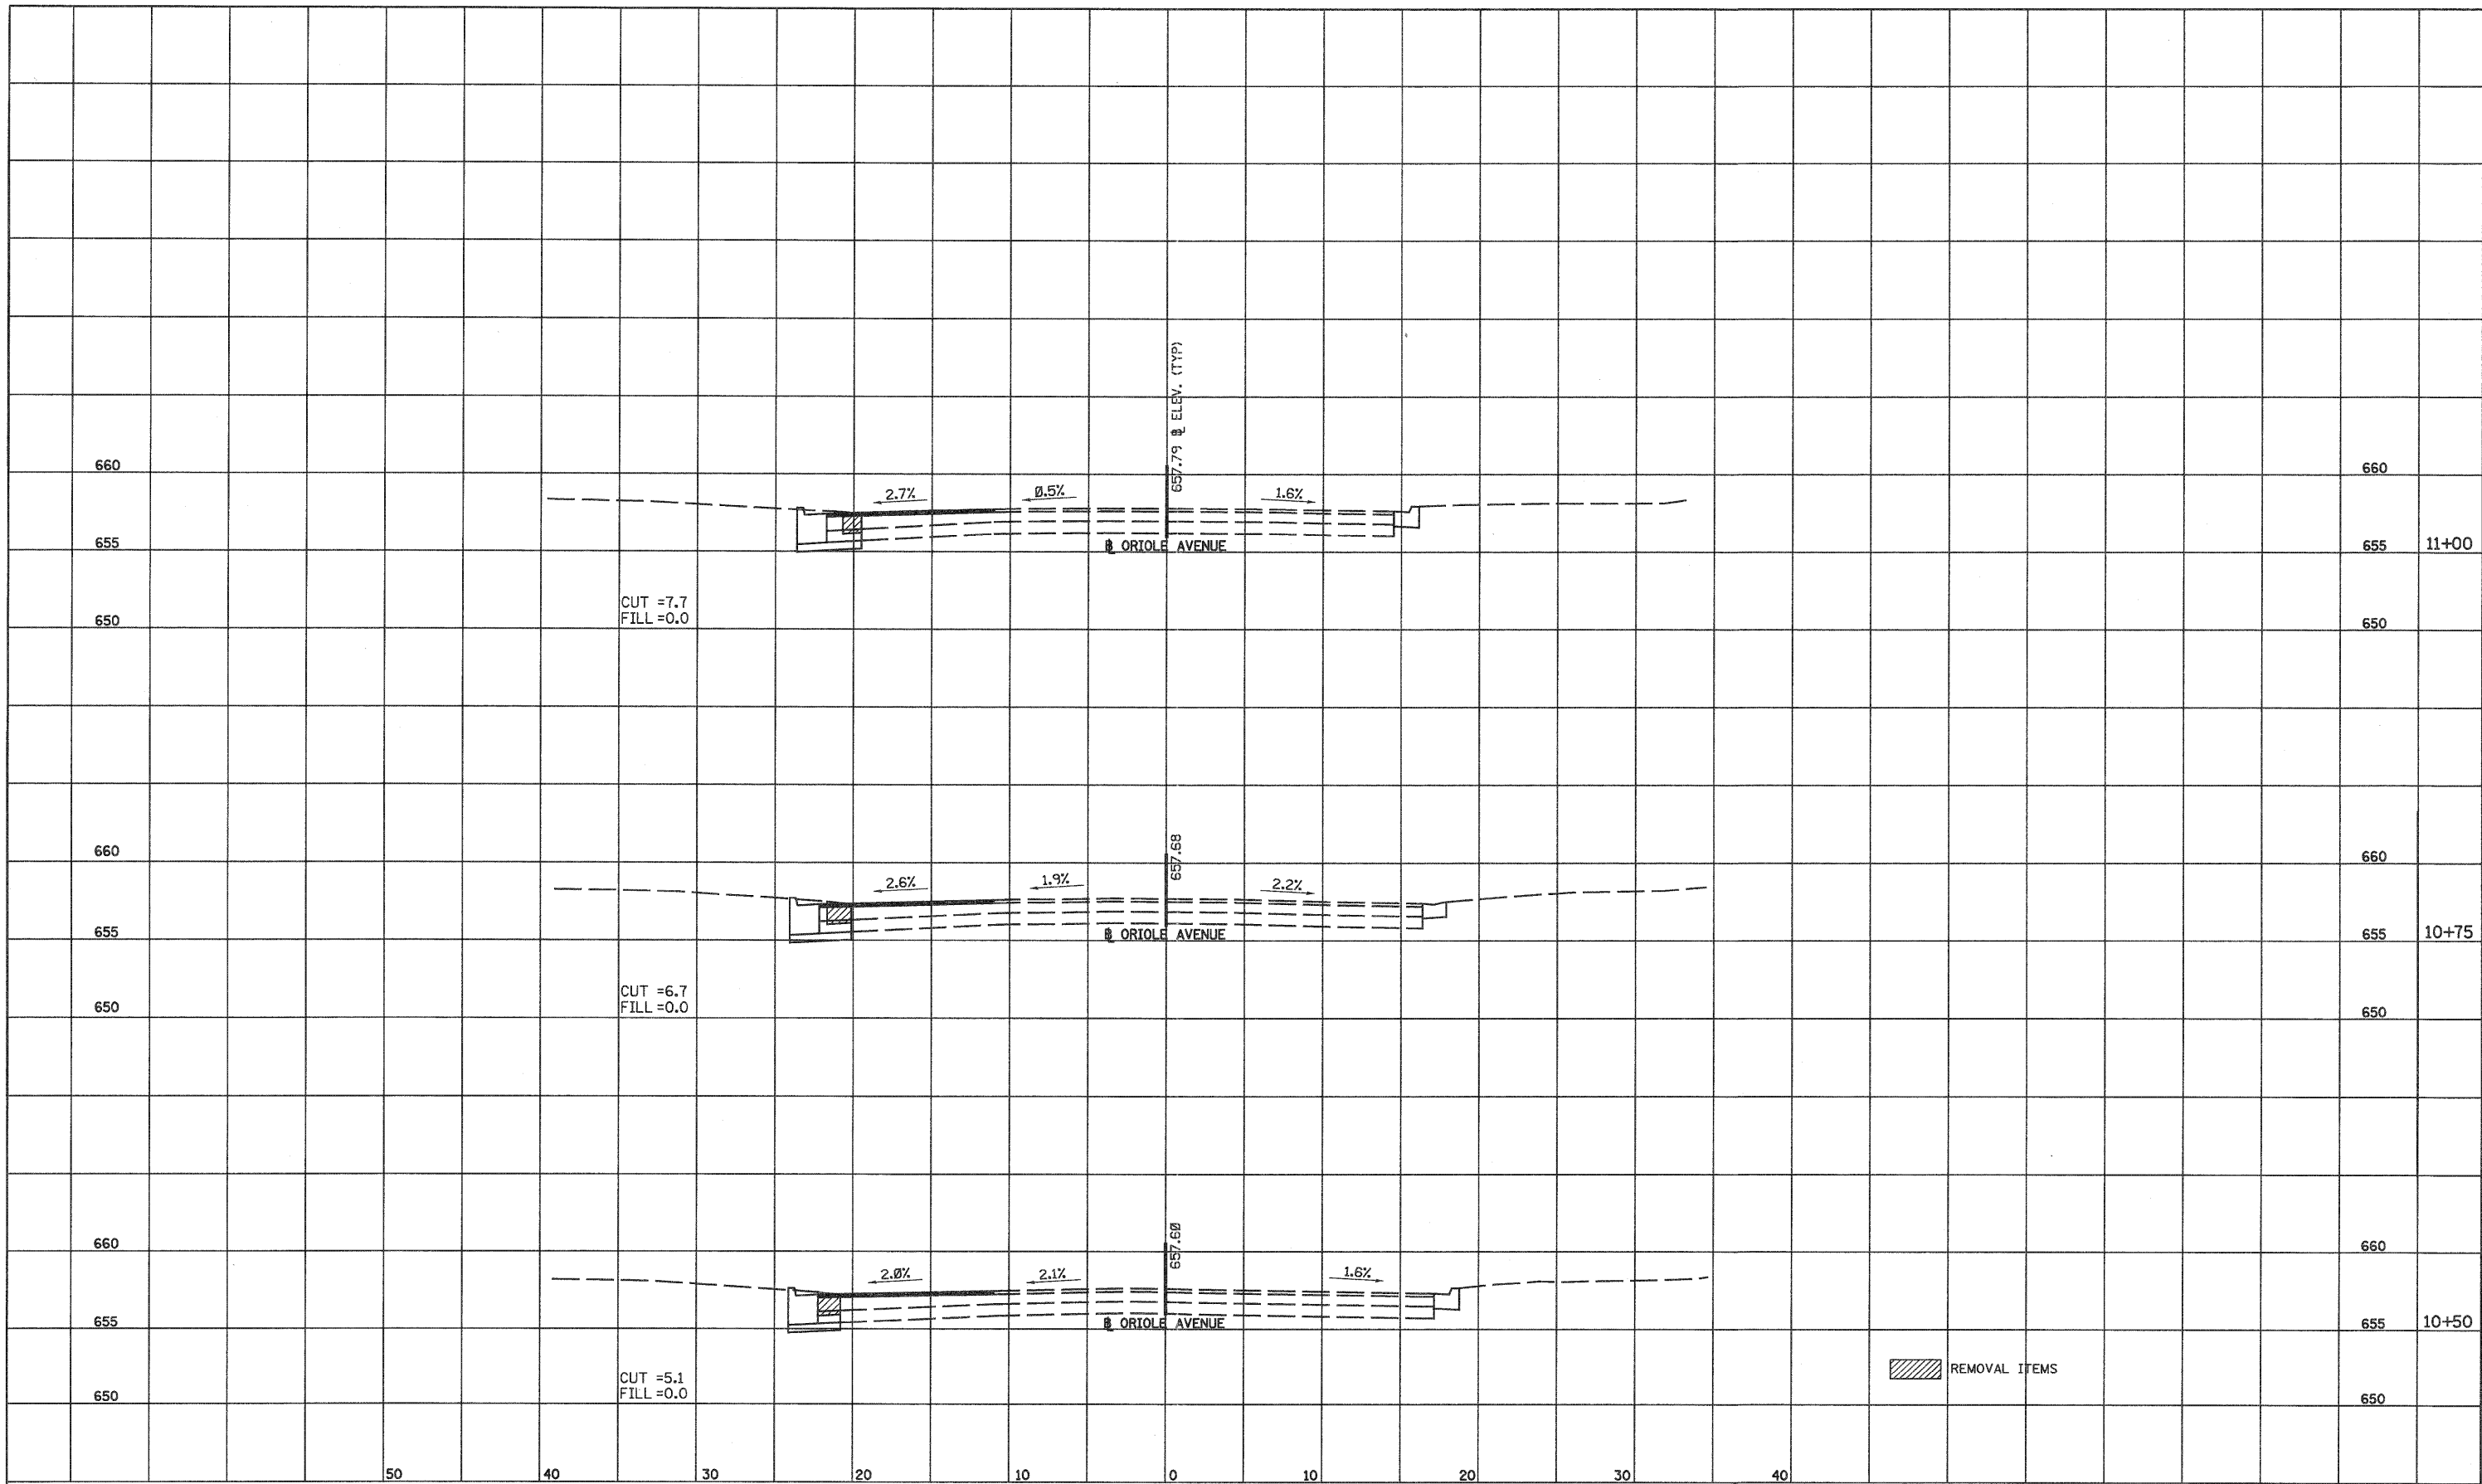 657.79 ℄ ELEV. (TYP)
660 660
2.7% 0.5% 1.6%
655 ℄ ORIOLE AVENUE 655 11+00
CUT =7.7
FILL =0.0
650 650
657.68
660 660
2.6% 1.9% 2.2%
655 ℄ ORIOLE AVENUE 655 10+75
CUT =6.7
FILL =0.0
650 650
657.60
660 660
2.0% 2.1% 1.6%
655 ℄ ORIOLE AVENUE 655 10+50
REMOVAL ITEMS
CUT =5.1
FILL =0.0
650 650
50 40 30 20 10 0 10 20 30 40